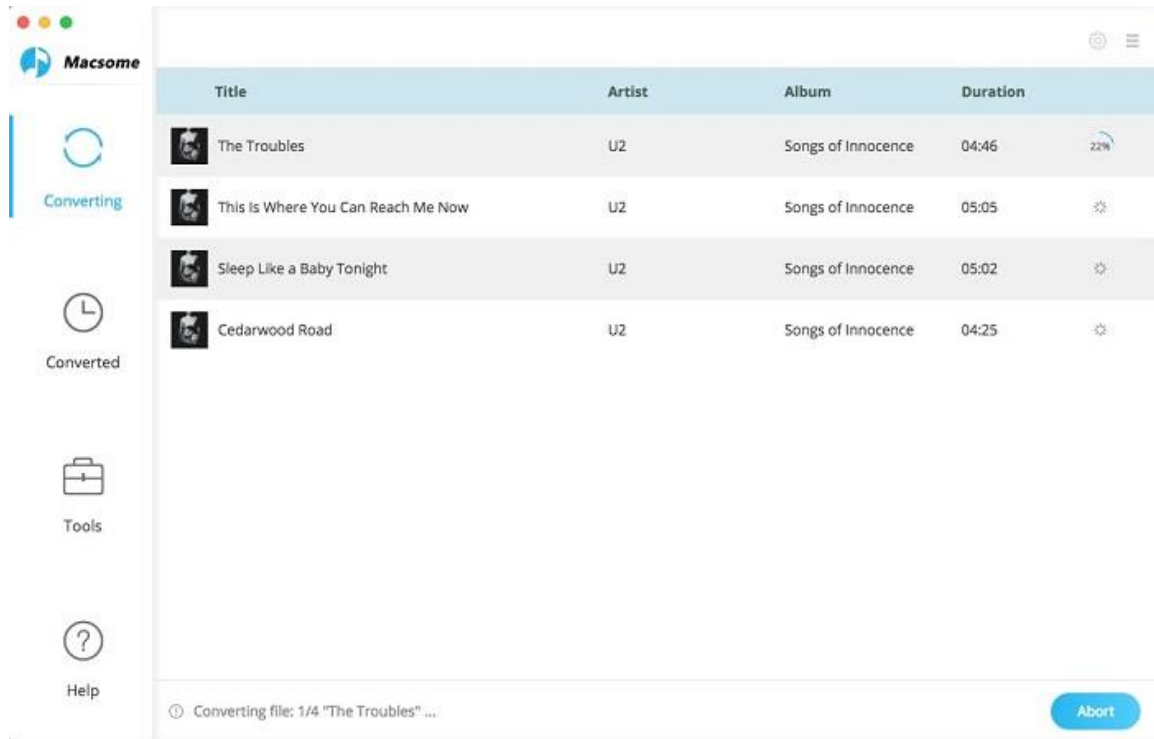 Macsome
Converting
Converted
Tools
Help
Title Artist Album Duration
The Troubles U2 Songs of Innocence 04:46 22%
This Is Where You Can Reach Me Now U2 Songs of Innocence 05:05
Sleep Like a Baby Tonight U2 Songs of Innocence 05:02
Cedarwood Road U2 Songs of Innocence 04:25
Converting file: 1/4 "The Troubles" ...
Abort